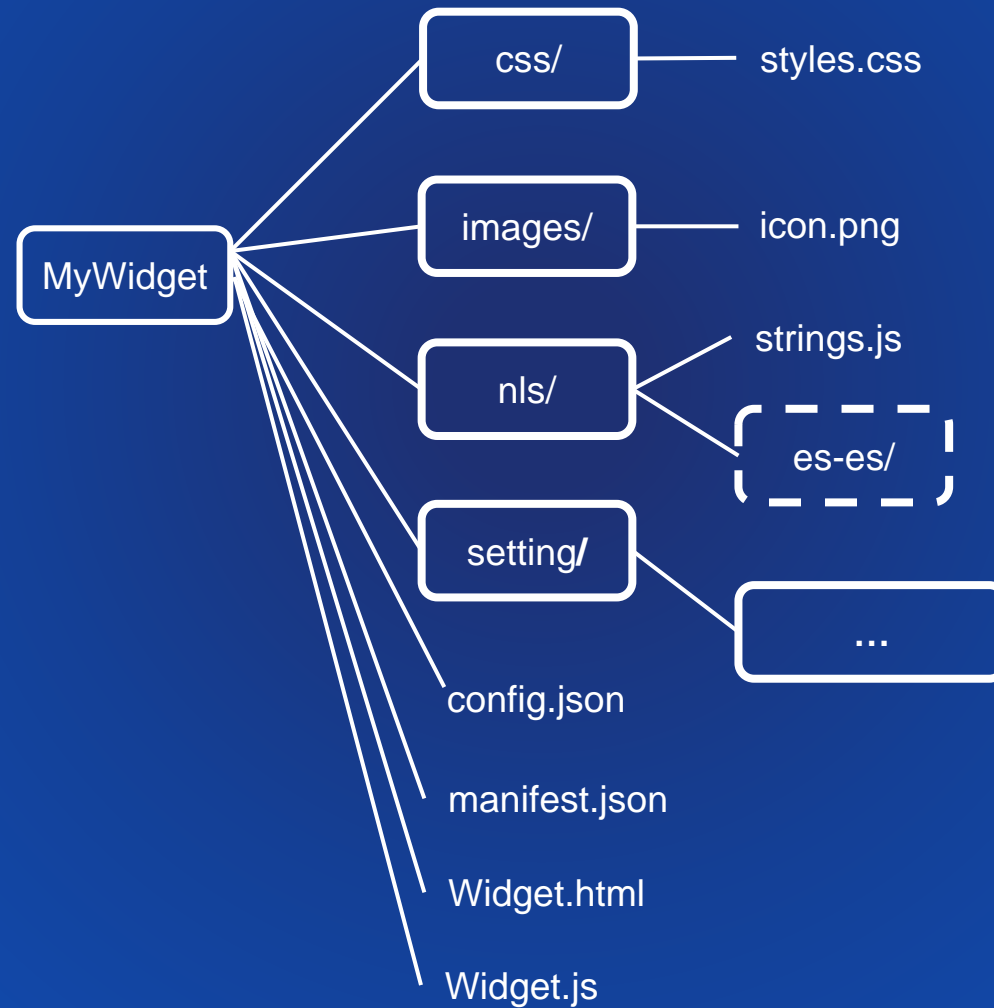 css/
styles.css
images/
icon.png
MyWidget
nls/
strings.js
es-es/
setting/
...
config.json
manifest.json
Widget.html
Widget.js